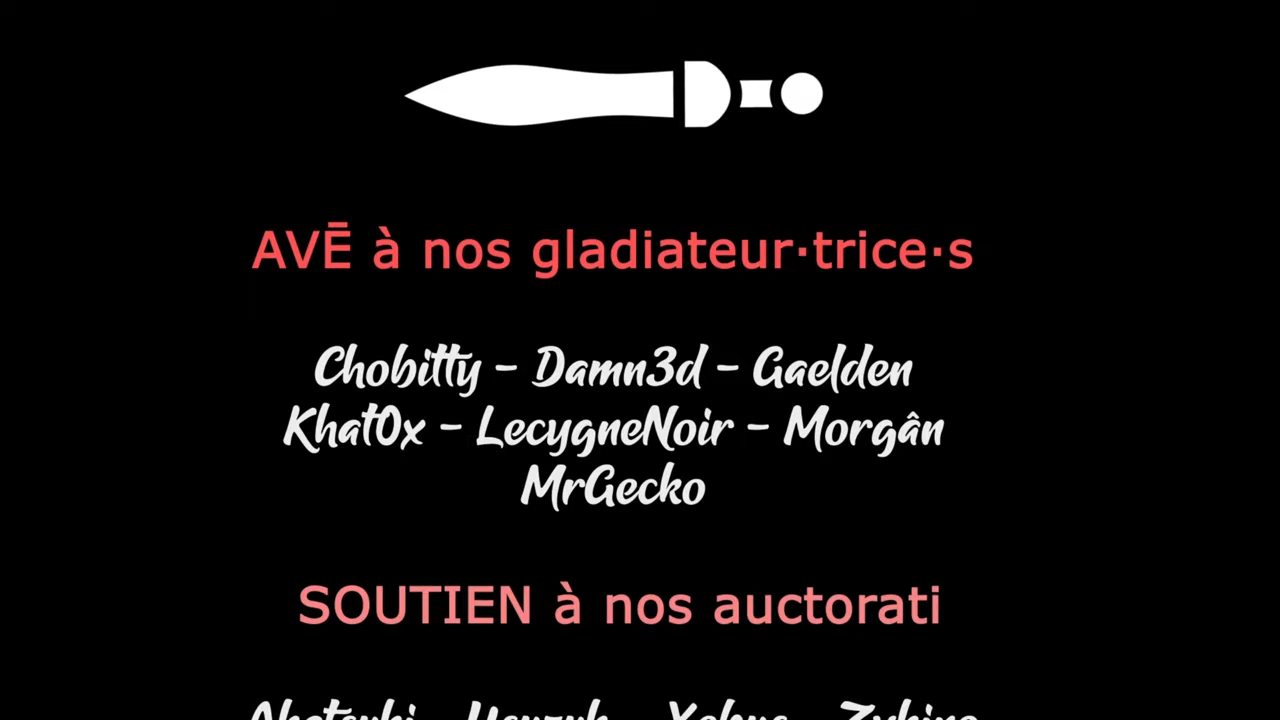 AVĒ à nos gladiateur·trice·s
Chobitty - Damn3d - Gaelden
Khat0x - LecygneNoir - Morgân
MrGecko
SOUTIEN à nos auctorati